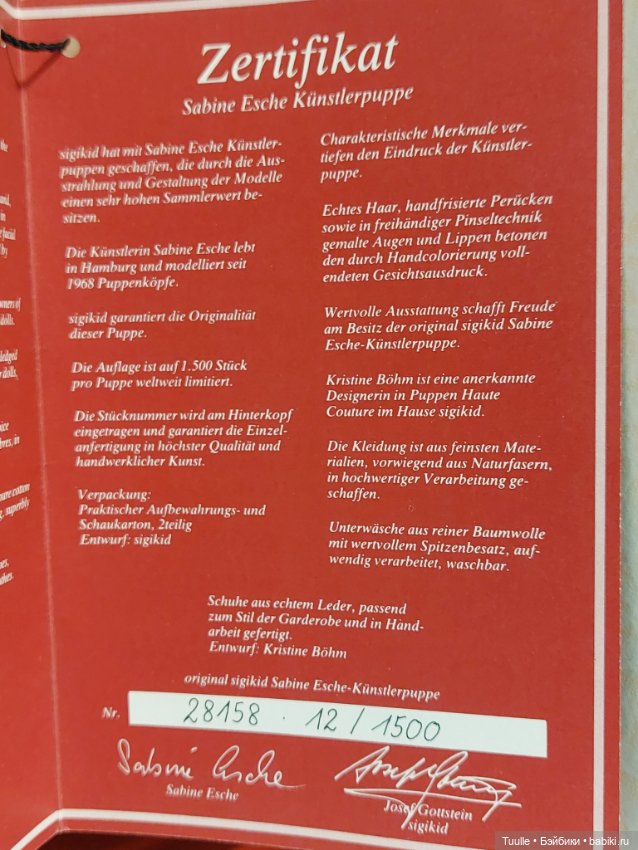 Zertifikat
Sabine Esche Künstlerpuppe
sigikid hat mit Sabine Esche Künstler-
puppen geschaffen, die durch die Aus-
strahlung und Gestaltung der Modelle
einen sehr hohen Sammlerwert be-
sitzen.
Die Künstlerin Sabine Esche lebt
in Hamburg und modelliert seit
1968 Puppenköpfe.
sigikid garantiert die Originalität
dieser Puppe.
Die Auflage ist auf 1.500 Stück
pro Puppe weltweit limitiert.
Die Stücknummer wird am Hinterkopf
eingetragen und garantiert die Einzel-
anfertigung in höchster Qualität und
handwerklicher Kunst.
Verpackung:
Praktischer Aufbewahrungs- und
Schaukarton, 2teilig
Entwurf: sigikid
Charakteristische Merkmale ver-
tiefen den Eindruck der Künstler-
puppe.
Echtes Haar, handfrisierte Perücken
sowie in freihändiger Pinseltechnik
gemalte Augen und Lippen betonen
den durch Handcolorierung voll-
endeten Gesichtsausdruck.
Wertvolle Ausstattung schafft Freude
am Besitz der original sigikid Sabine
Esche-Künstlerpuppe.
Kristine Böhm ist eine anerkannte
Designerin in Puppen Haute
Couture im Hause sigikid.
Die Kleidung ist aus feinsten Mate-
rialien, vorwiegend aus Naturfasern,
in hochwertiger Verarbeitung ge-
schaffen.
Unterwäsche aus reiner Baumwolle
mit wertvollem Spitzenbesatz, auf-
wendig verarbeitet, waschbar.
Schuhe aus echtem Leder, passend
zum Stil der Garderobe und in Hand-
arbeit gefertigt.
Entwurf: Kristine Böhm
original sigikid Sabine Esche-Künstlerpuppe
Nr. 28158 · 12 / 1500
Sabine Esche
Sabine Esche
Josef Gottstein
sigikid
Tuulle • Бэйбики • babiki.ru